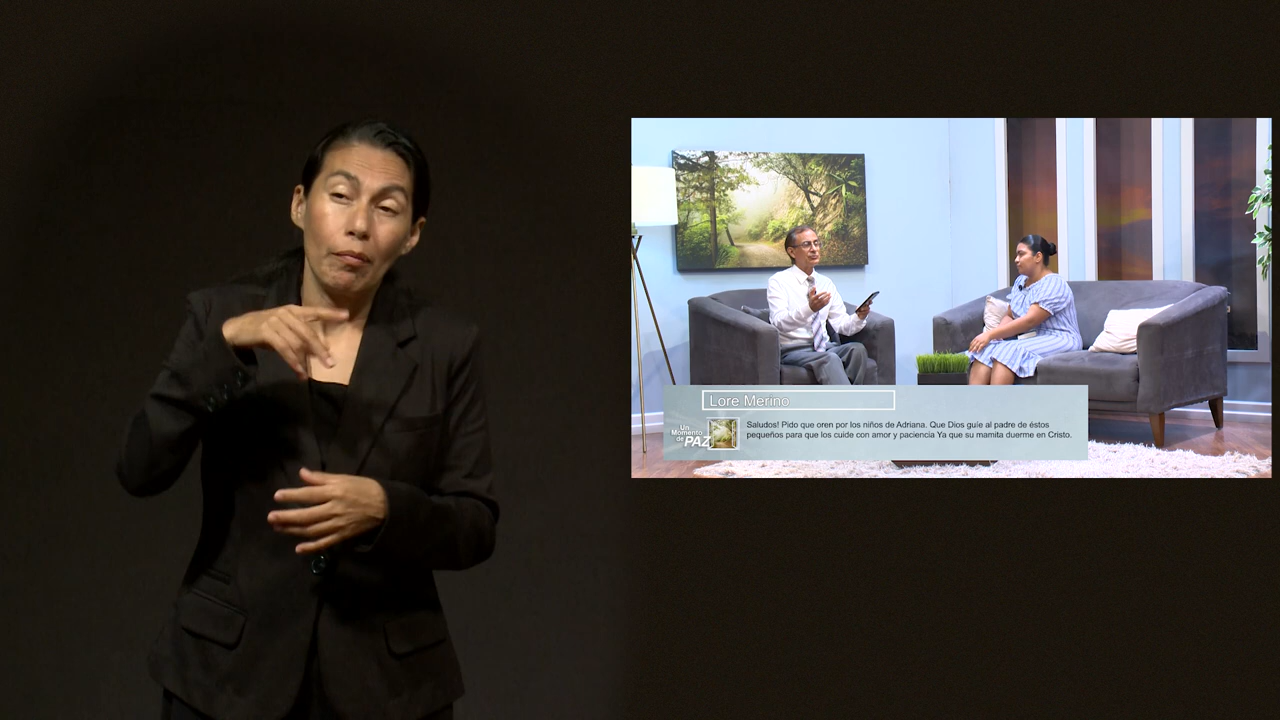 Lore Merino
Un
Momento
de PAZ
Saludos! Pido que oren por los niños de Adriana. Que Dios guíe al padre de éstos
pequeños para que los cuide con amor y paciencia Ya que su mamita duerme en Cristo.